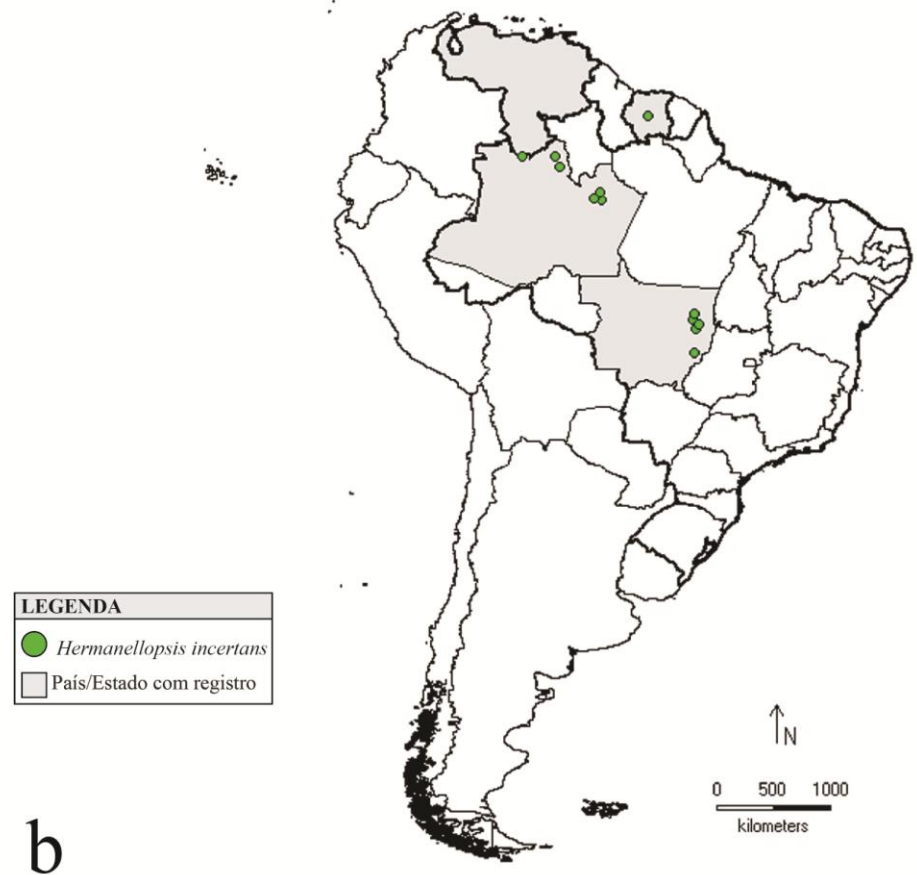 LEGENDA
Hermanellopsis incertans
País/Estado com registro
N
0 500 1000
kilometers
b